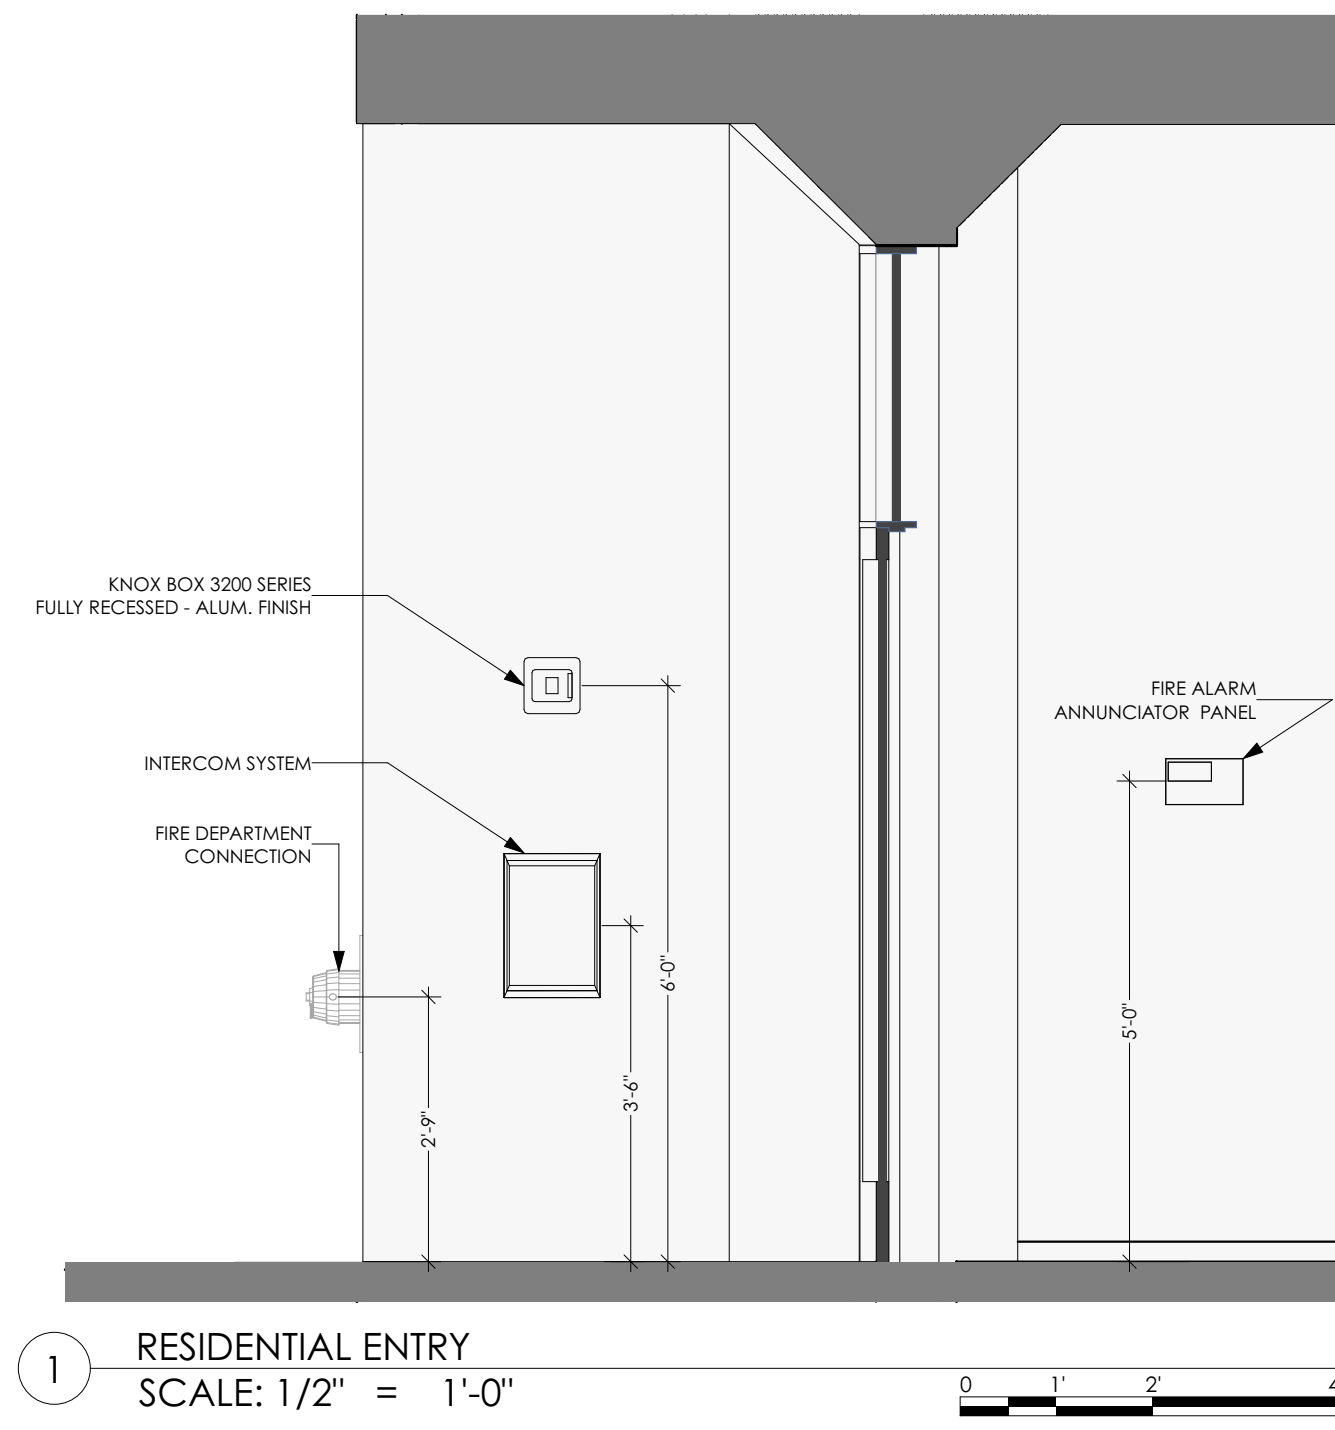 KNOX BOX 3200 SERIES
FULLY RECESSED - ALUM. FINISH
FIRE ALARM
ANNUNCIATOR PANEL
INTERCOM SYSTEM
FIRE DEPARTMENT
CONNECTION
6'-0"
5'-0"
3'-6"
2'-9"
1
RESIDENTIAL ENTRY
SCALE: 1/2" = 1'-0"
0 1' 2' 4